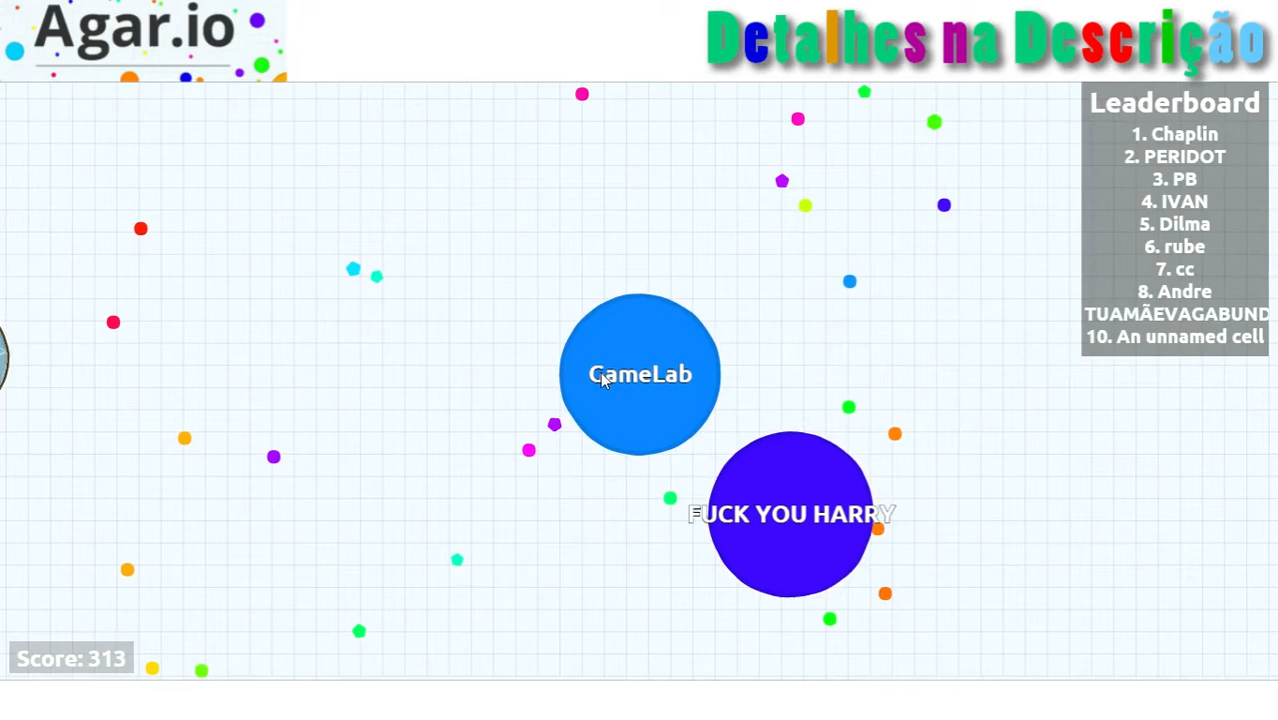 Agar.io
Detalhes na Descrição
Leaderboard
1. Chaplin
2. PERIDOT
3. PB
4. IVAN
5. Dilma
6. rube
7. cc
8. Andre
TUAMÃEVAGABUND
10. An unnamed cell
GameLab
FUCK YOU HARRY
Score: 313